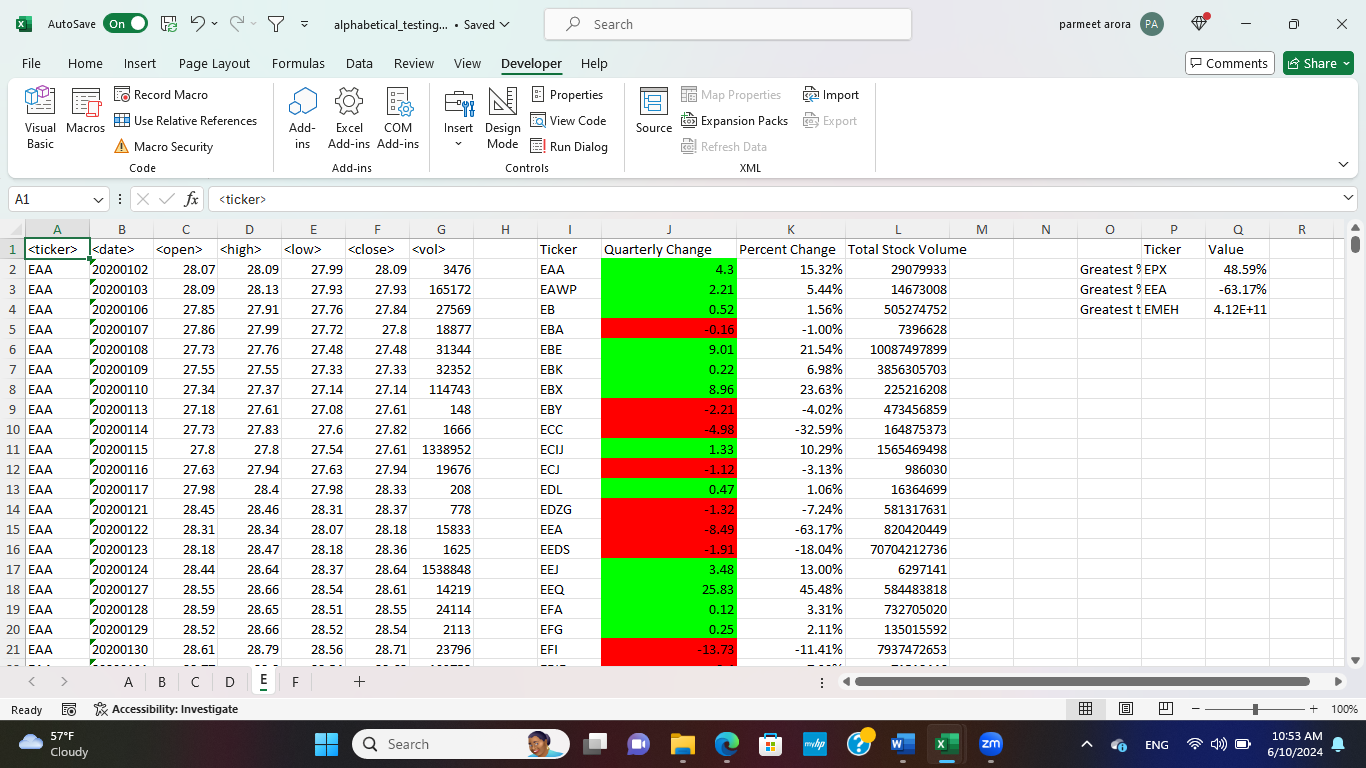 AutoSave On alphabetical_testing... • Saved Search parmeet arora PA
File Home Insert Page Layout Formulas Data Review View Developer Help Comments Share
Visual Basic
Macros
Record Macro
Use Relative References
Macro Security
Code
Add-ins
Excel Add-ins
COM Add-ins
Add-ins
Insert
Design Mode
Properties
View Code
Run Dialog
Controls
Source
Map Properties
Expansion Packs
Refresh Data
Import
Export
XML
A1 fx <ticker>
A B C D E F G H I J K L M N O P Q R
1 <ticker> <date> <open> <high> <low> <close> <vol> Ticker Quarterly Change Percent Change Total Stock Volume Ticker Value
2 EAA 20200102 28.07 28.09 27.99 28.09 3476 EAA 4.3 15.32% 29079933 Greatest % EPX 48.59%
3 EAA 20200103 28.09 28.13 27.93 27.93 165172 EAWP 2.21 5.44% 14673008 Greatest % EEA -63.17%
4 EAA 20200106 27.85 27.91 27.76 27.84 27569 EB 0.52 1.56% 505274752 Greatest t EMEH 4.12E+11
5 EAA 20200107 27.86 27.99 27.72 27.8 18877 EBA -0.16 -1.00% 7396628
6 EAA 20200108 27.73 27.76 27.48 27.48 31344 EBE 9.01 21.54% 10087497899
7 EAA 20200109 27.55 27.55 27.33 27.33 32352 EBK 0.22 6.98% 3856305703
8 EAA 20200110 27.34 27.37 27.14 27.14 114743 EBX 8.96 23.63% 225216208
9 EAA 20200113 27.18 27.61 27.08 27.61 148 EBY -2.21 -4.02% 473456859
10 EAA 20200114 27.73 27.83 27.6 27.82 1666 ECC -4.98 -32.59% 164875373
11 EAA 20200115 27.8 27.8 27.54 27.61 1338952 ECIJ 1.33 10.29% 1565469498
12 EAA 20200116 27.63 27.94 27.63 27.94 19676 ECJ -1.12 -3.13% 986030
13 EAA 20200117 27.98 28.4 27.98 28.33 208 EDL 0.47 1.06% 16364699
14 EAA 20200121 28.45 28.46 28.31 28.37 778 EDZG -1.32 -7.24% 581317631
15 EAA 20200122 28.31 28.34 28.07 28.18 15833 EEA -8.49 -63.17% 820420449
16 EAA 20200123 28.18 28.47 28.18 28.36 1625 EEDS -1.91 -18.04% 70704212736
17 EAA 20200124 28.44 28.64 28.37 28.64 1538848 EEJ 3.48 13.00% 6297141
18 EAA 20200127 28.55 28.66 28.54 28.61 14219 EEQ 25.83 45.48% 584483818
19 EAA 20200128 28.59 28.65 28.51 28.55 24114 EFA 0.12 3.31% 732705020
20 EAA 20200129 28.52 28.66 28.52 28.54 2113 EFG 0.25 2.11% 135015592
21 EAA 20200130 28.61 28.79 28.56 28.71 23796 EFI -13.73 -11.41% 7937472653
A B C D E F
Ready Accessibility: Investigate 100%
57°F
Cloudy
Search
myhp
zm
ENG
10:53 AM
6/10/2024